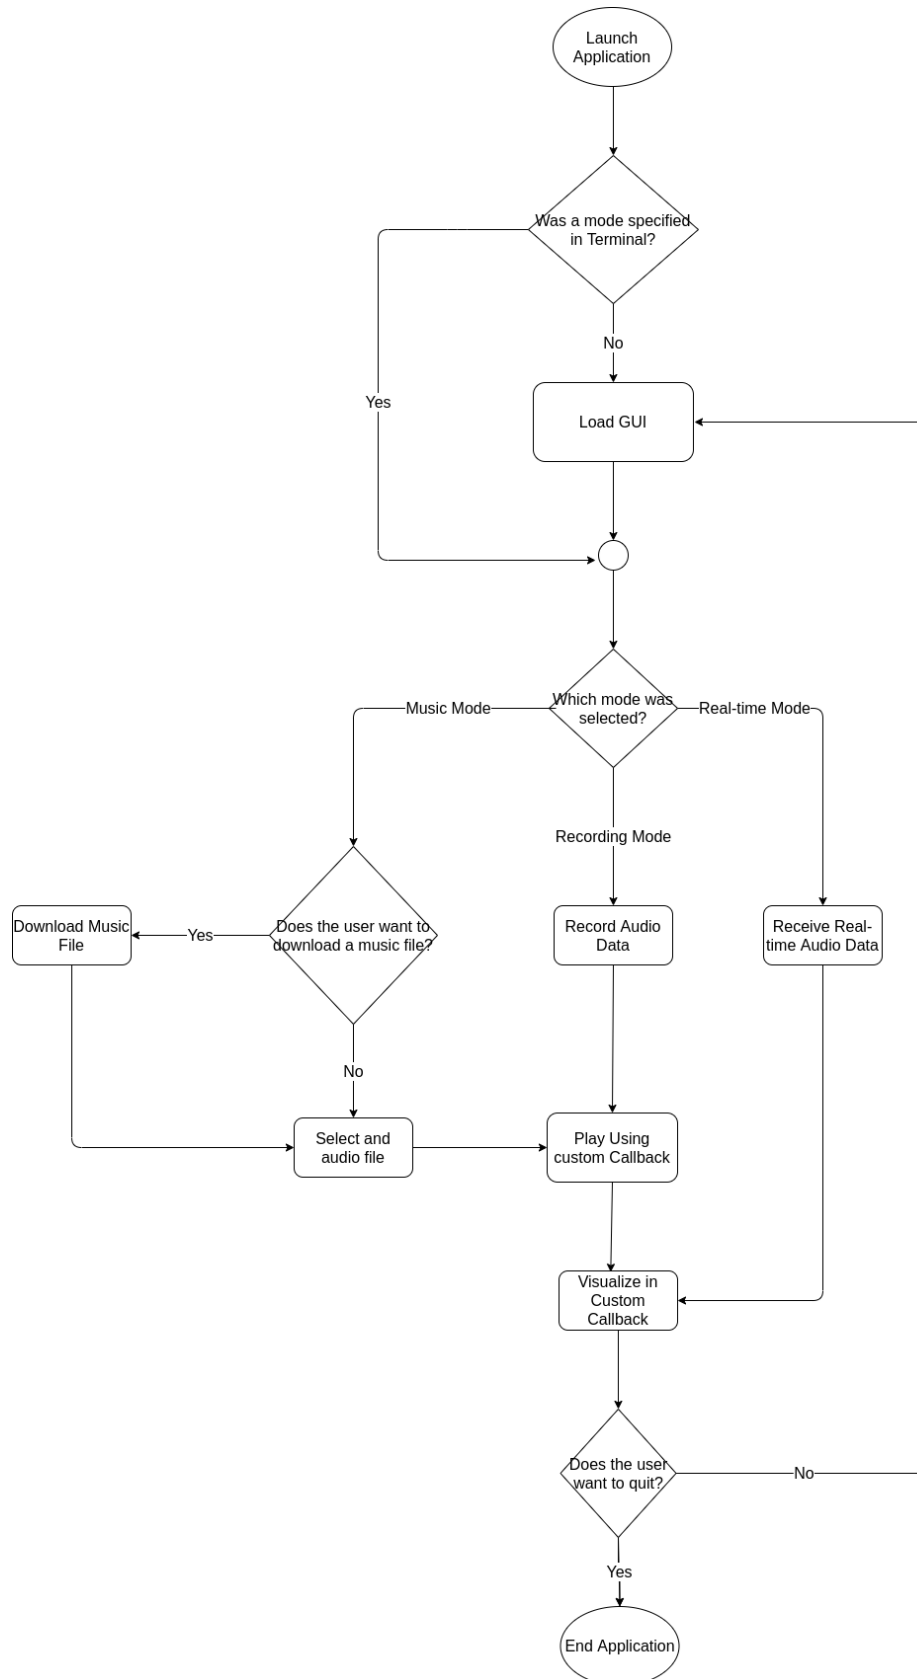 Launch
Application
Was a mode specified
in Terminal?
No
Yes
Load GUI
Which mode was
selected?
Music Mode
Real-time Mode
Recording Mode
Download Music
File
Yes
Does the user want to
download a music file?
Record Audio
Data
Receive Real-
time Audio Data
No
Select and
audio file
Play Using
custom Callback
Visualize in
Custom
Callback
Does the user
want to quit?
No
Yes
End Application